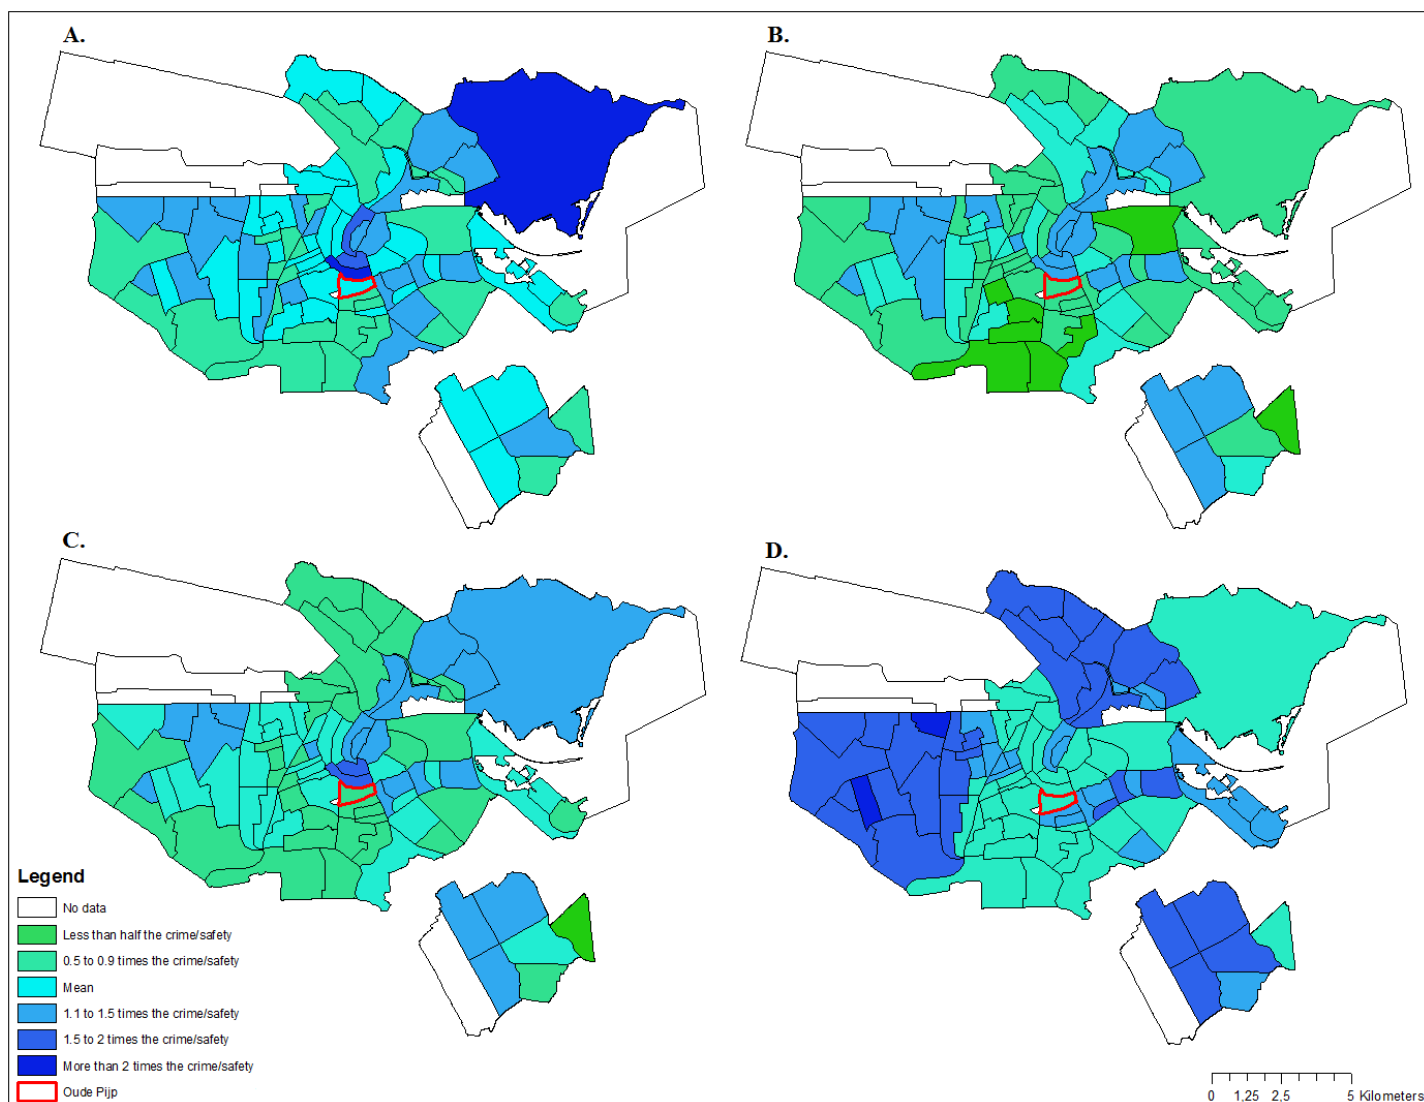 A.
B.
C.
D.
Legend
No data
Less than half the crime/safety
0.5 to 0.9 times the crime/safety
Mean
1.1 to 1.5 times the crime/safety
1.5 to 2 times the crime/safety
More than 2 times the crime/safety
Oude Pijp
0 1,25 2,5 5 Kilometers